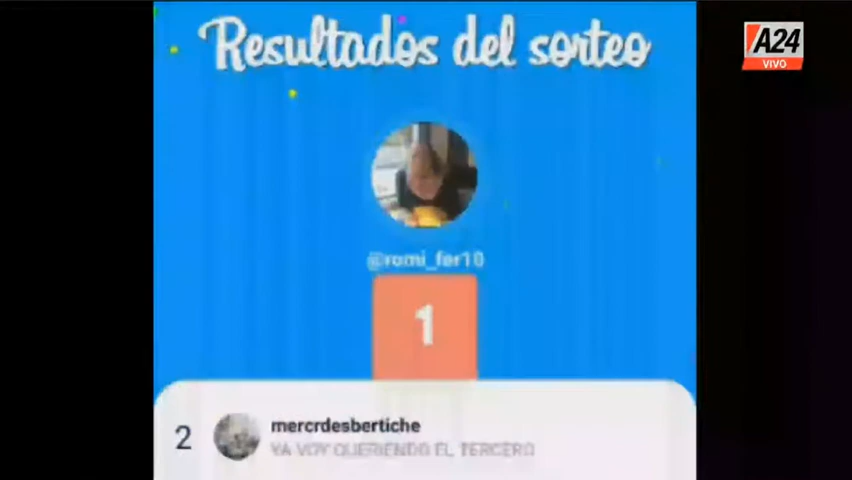 Resultados del sorteo
A24
VIVO
@romi_fer10
1
2
mercrdesbertiche
YA VOY QUERIENDO EL TERCERO